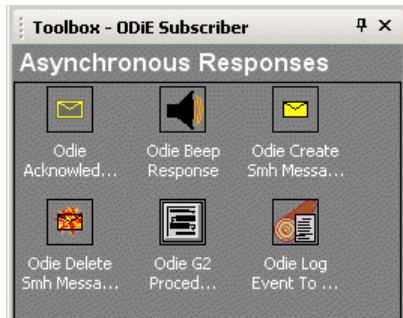 Toolbox - ODiE Subscriber
Asynchronous Responses
Odie Acknowled...
Odie Beep Response
Odie Create Smh Messa...
Odie Delete Smh Messa...
Odie G2 Proced...
Odie Log Event To ...